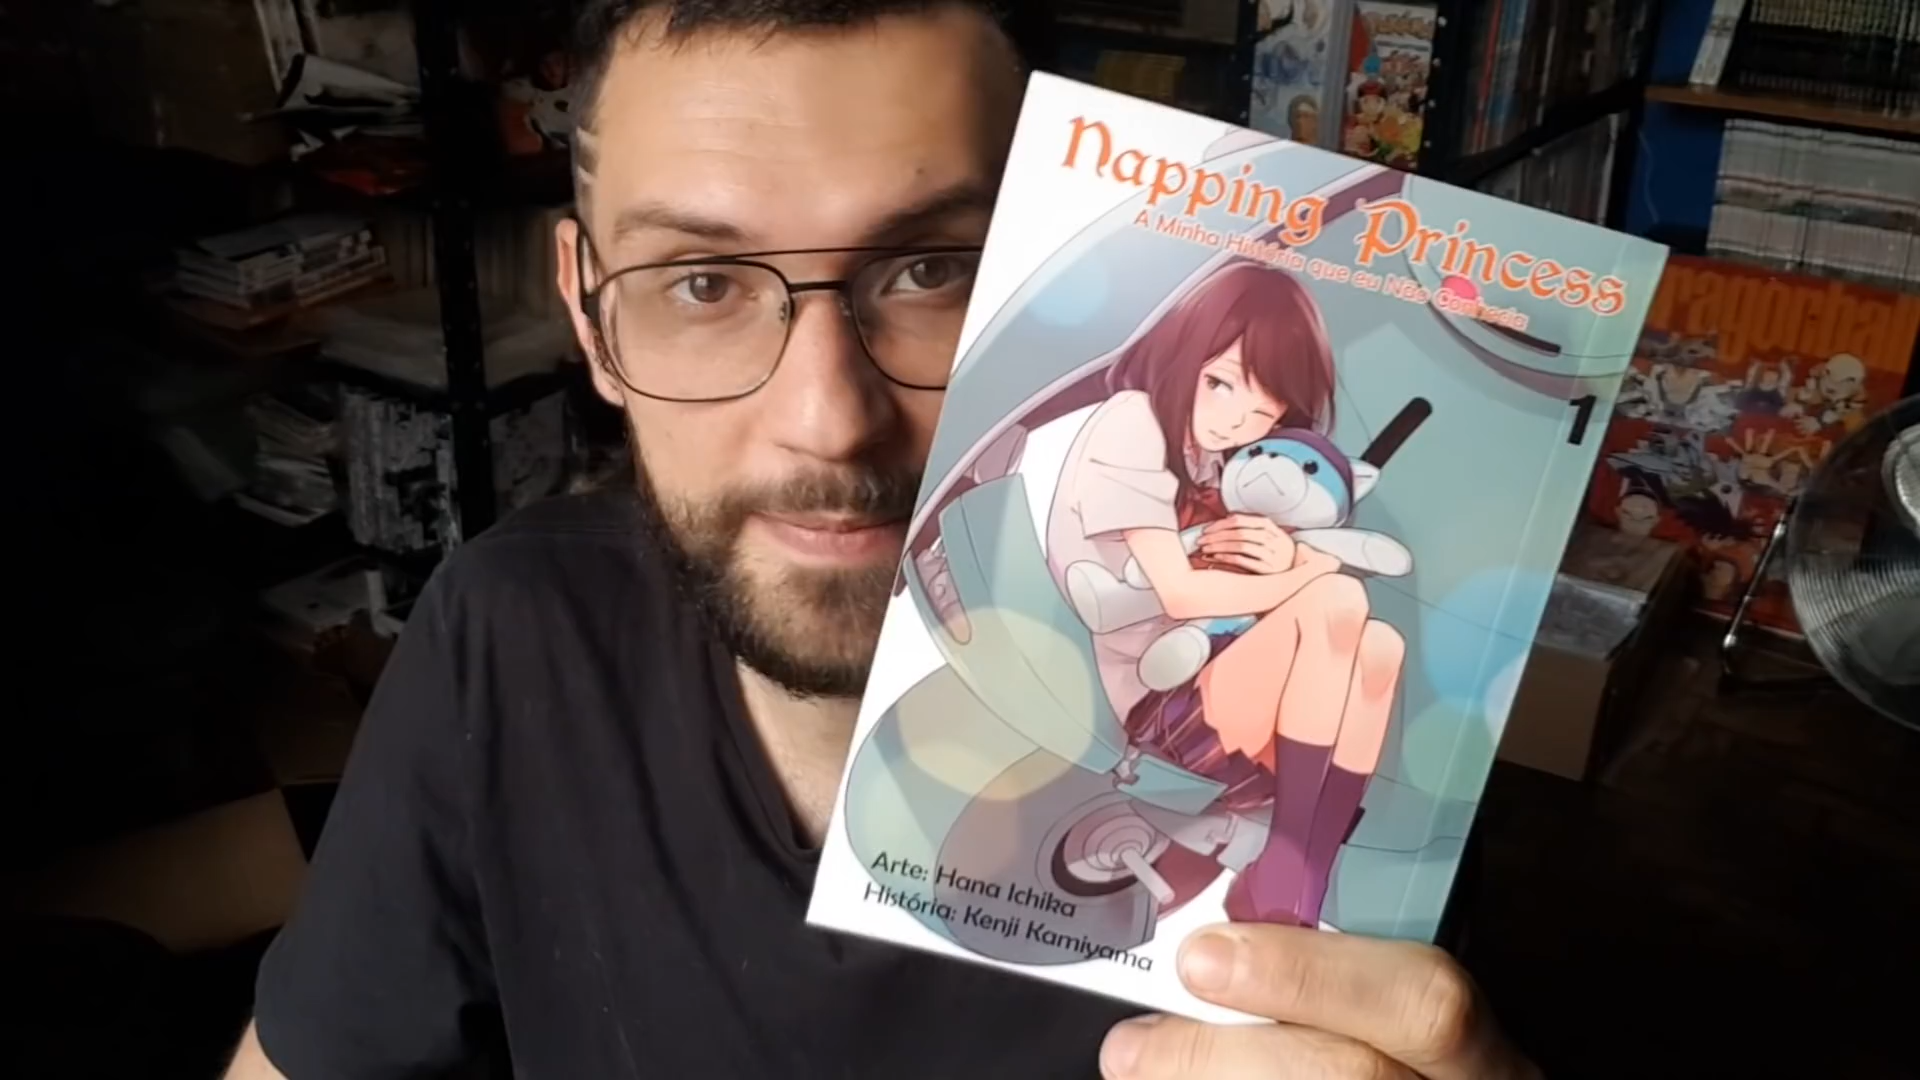 Napping Princess
A Minha História que eu Não Conhecia
1
Arte: Hana Ichika
História: Kenji Kamiyama